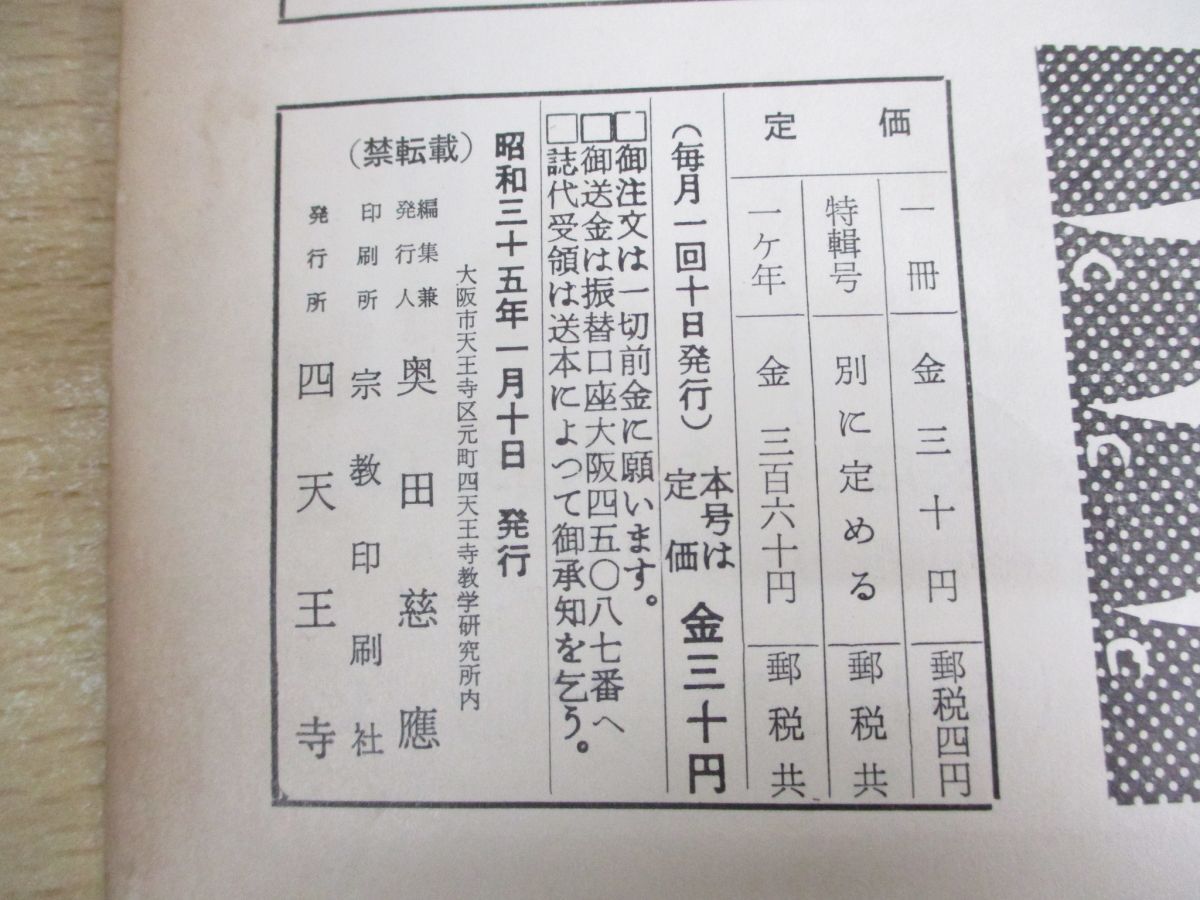 定価
一冊 金三十円 郵税四円
特輯号 別に定める 郵税共
一ケ年 金三百六十円 郵税共
(毎月一回十日発行) 本号は定価 金三十円
□御注文は一切前金に願います。
□御送金は振替口座大阪四五〇八七番へ
□誌代受領は送本によつて御承知を乞う。
昭和三十五年一月十日 発行
大阪市天王寺区元町四天王寺教学研究所内
(禁転載)
編集兼発行人 奥田慈應
印刷所 宗教印刷社
発行所 四天王寺